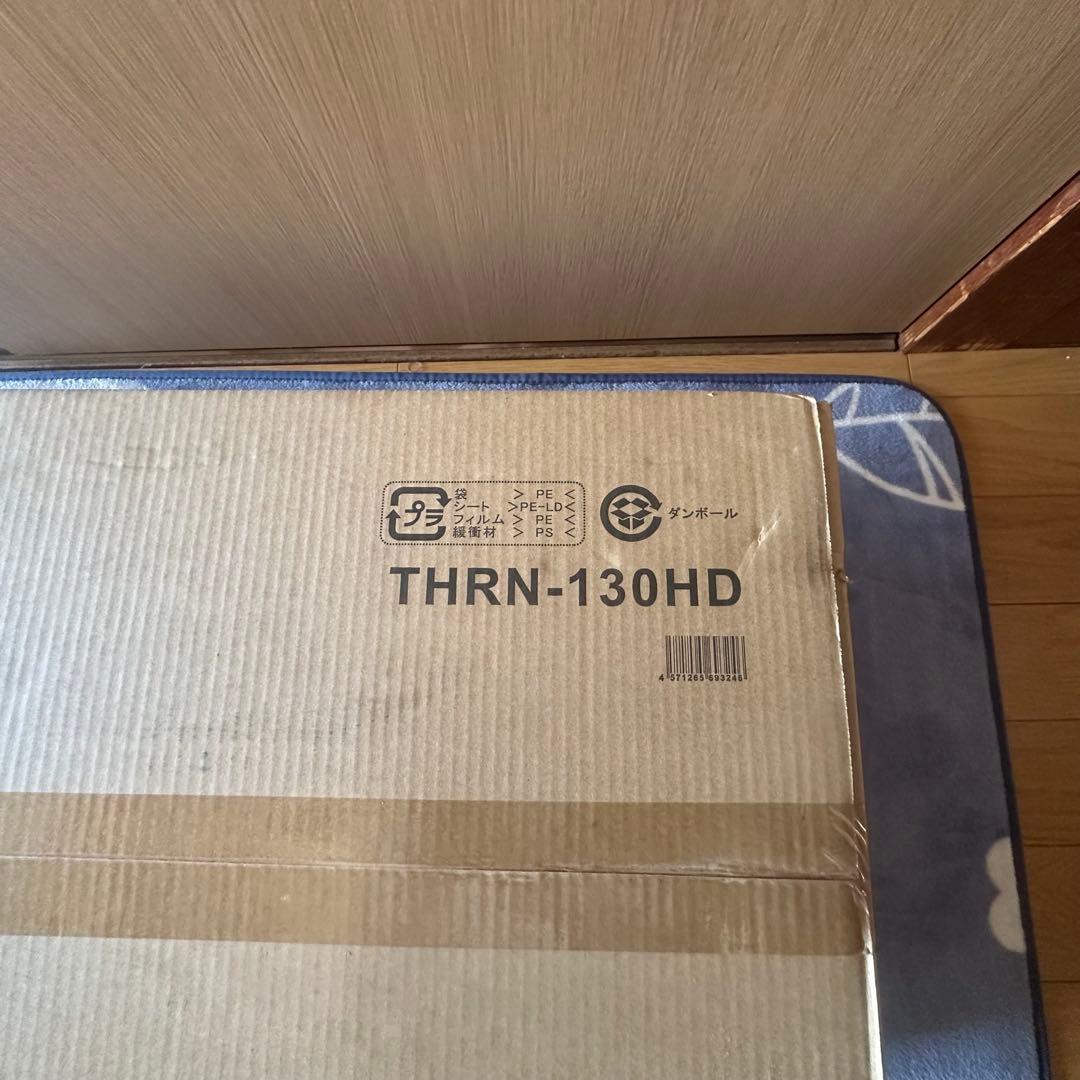 プラ
袋 > PE <
シート >PE-LD<
フィルム > PE <
緩衝材 > PS <
ダンボール
THRN-130HD
4 571265 693246